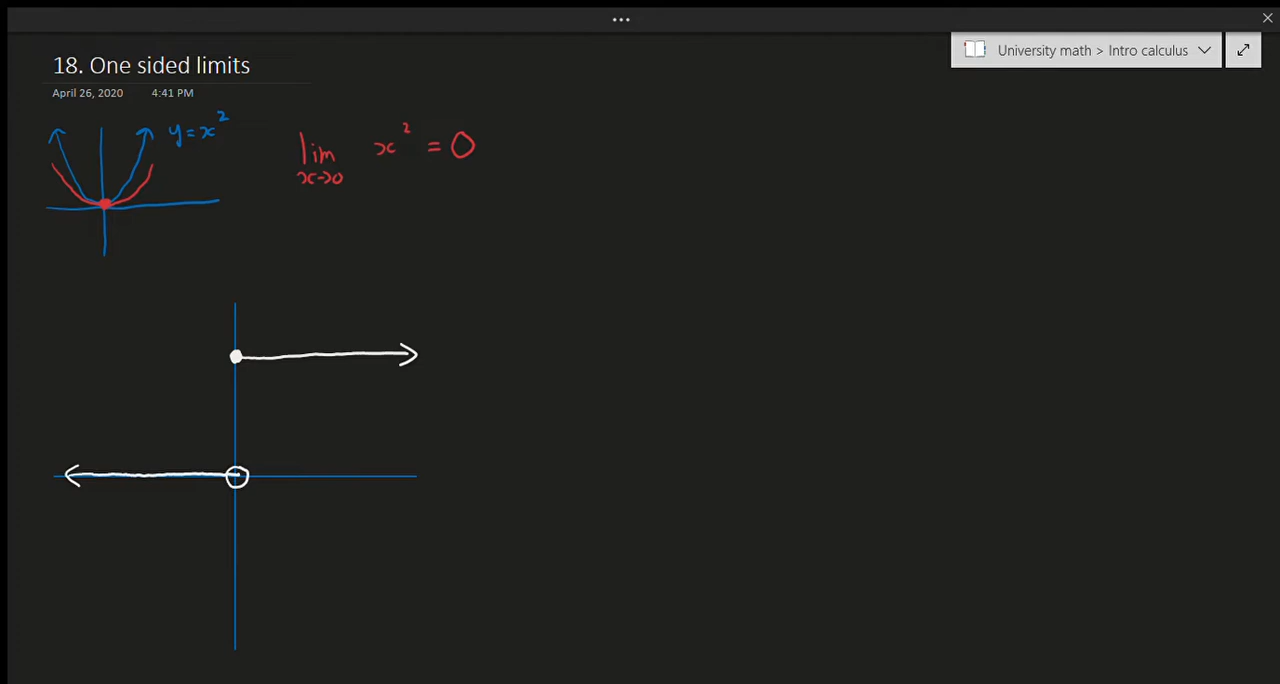 •••
University math > Intro calculus
18. One sided limits
April 26, 2020 4:41 PM
y = x²
lim x² = 0
x→0